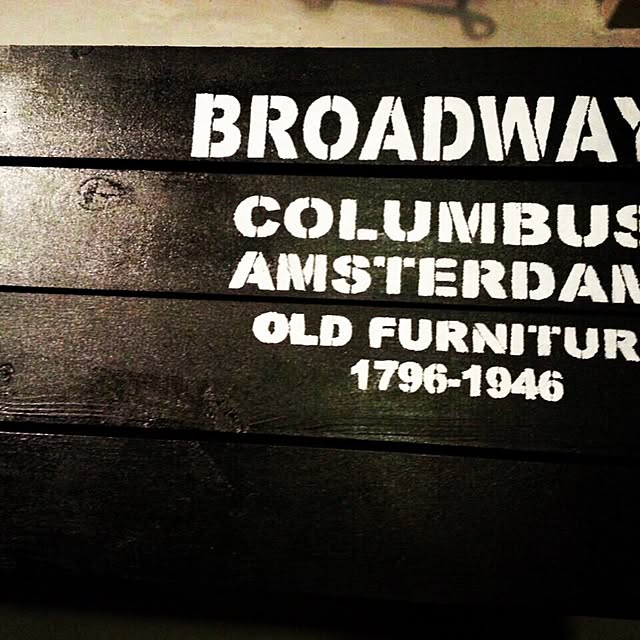 BROADWAY
COLUMBUS
AMSTERDAM
OLD FURNITUR
1796-1946